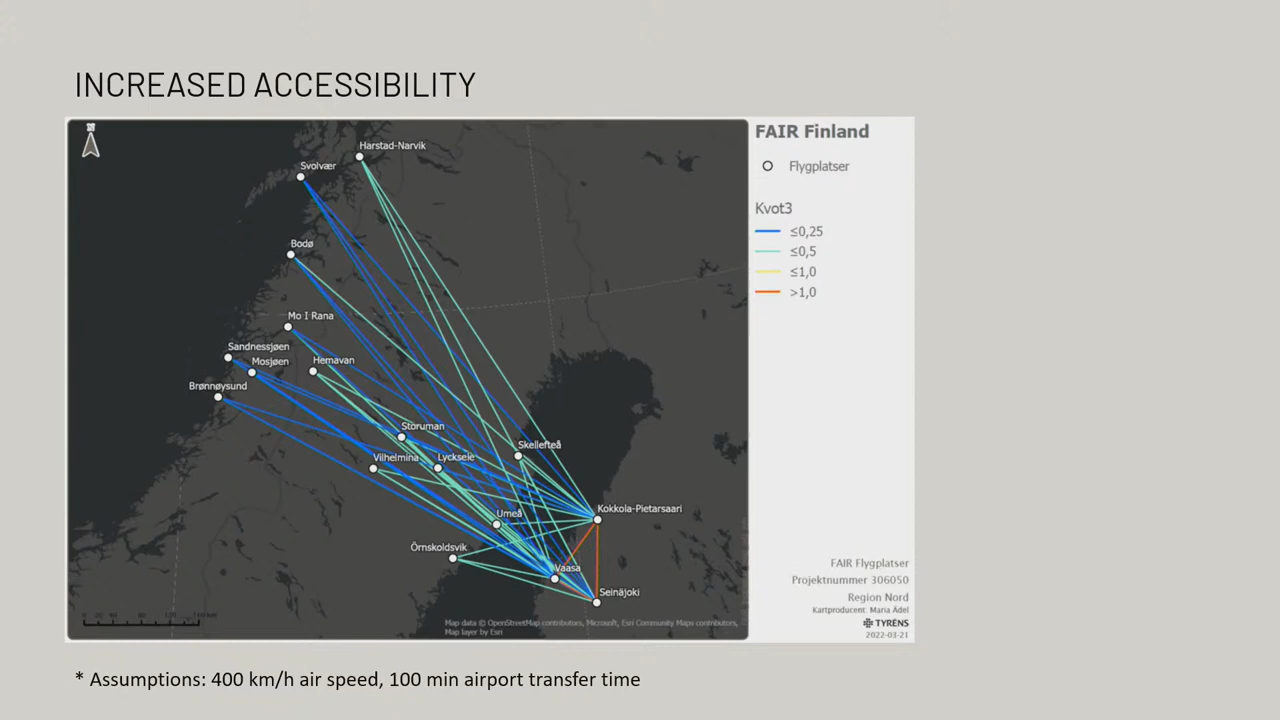 INCREASED ACCESSIBILITY
Harstad-Narvik
Svolvær
Bodø
Mo I Rana
Sandnessjøen
Mosjøen
Hemavan
Brønnøysund
Storuman
Skellefteå
Vilhelmina
Lycksele
Umeå
Kokkola-Pietarsaari
Örnskoldsvik
Vaasa
Seinäjoki
Map data © OpenStreetMap contributors, Microsoft, Esri Community Maps contributors,
Map layer by Esri
FAIR Finland
Flygplatser
Kvot3
≤0,25
≤0,5
≤1,0
>1,0
FAIR Flygplatser
Projektnummer 306050
Region Nord
Kartproducent: Maria Ådel
TYRÉNS
2022-03-21
* Assumptions: 400 km/h air speed, 100 min airport transfer time